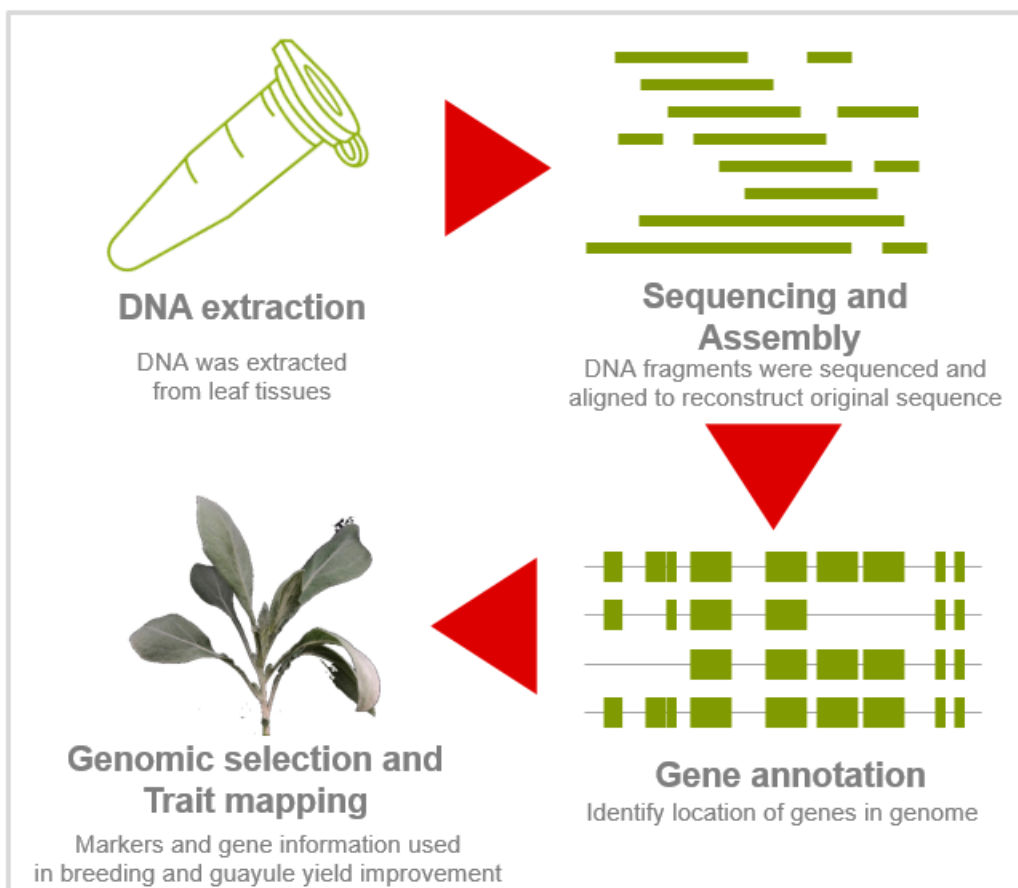 DNA extraction
DNA was extracted
from leaf tissues
Sequencing and
Assembly
DNA fragments were sequenced and
aligned to reconstruct original sequence
Gene annotation
Identify location of genes in genome
Genomic selection and
Trait mapping
Markers and gene information used
in breeding and guayule yield improvement